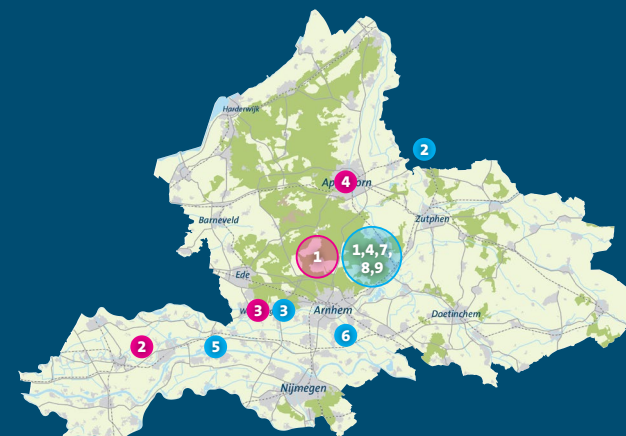 Harderwijk
2
4
Barneveld
Zutphen
1
1,4,7,
8,9
Ede
3
3
Arnhem
Doetinchem
6
2
5
Nijmegen